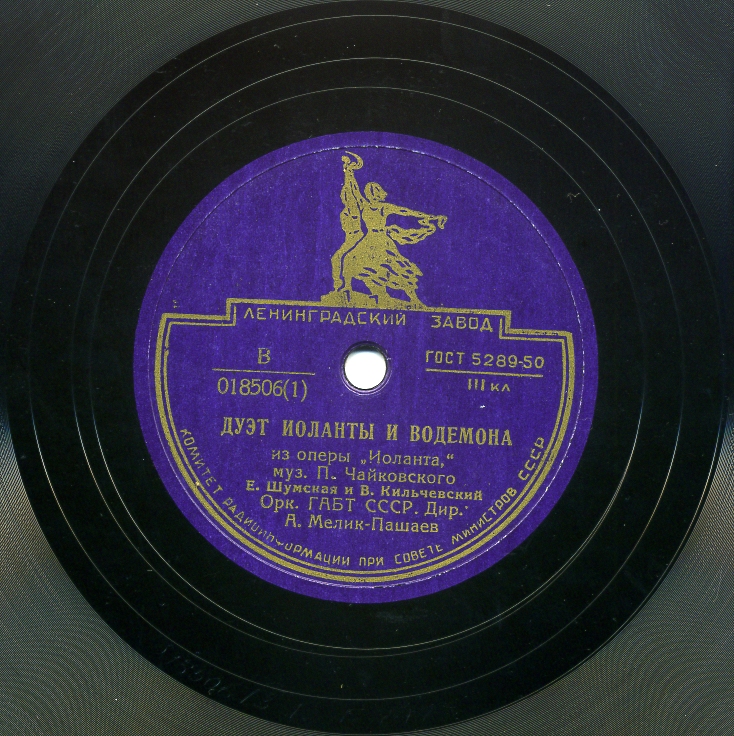 ЛЕНИНГРАДСКИЙ ЗАВОД
В
018506(1)
ГОСТ 5289-50
III кл
ДУЭТ ИОЛАНТЫ И ВОДЕМОНА
из оперы „Иоланта,“
муз. П. Чайковского
Е. Шумская и В. Кильчевский
Орк. ГАБТ СССР. Дир.
А. Мелик-Пашаев
КОМИТЕТ РАДИОИНФОРМАЦИИ ПРИ СОВЕТЕ МИНИСТРОВ СССР